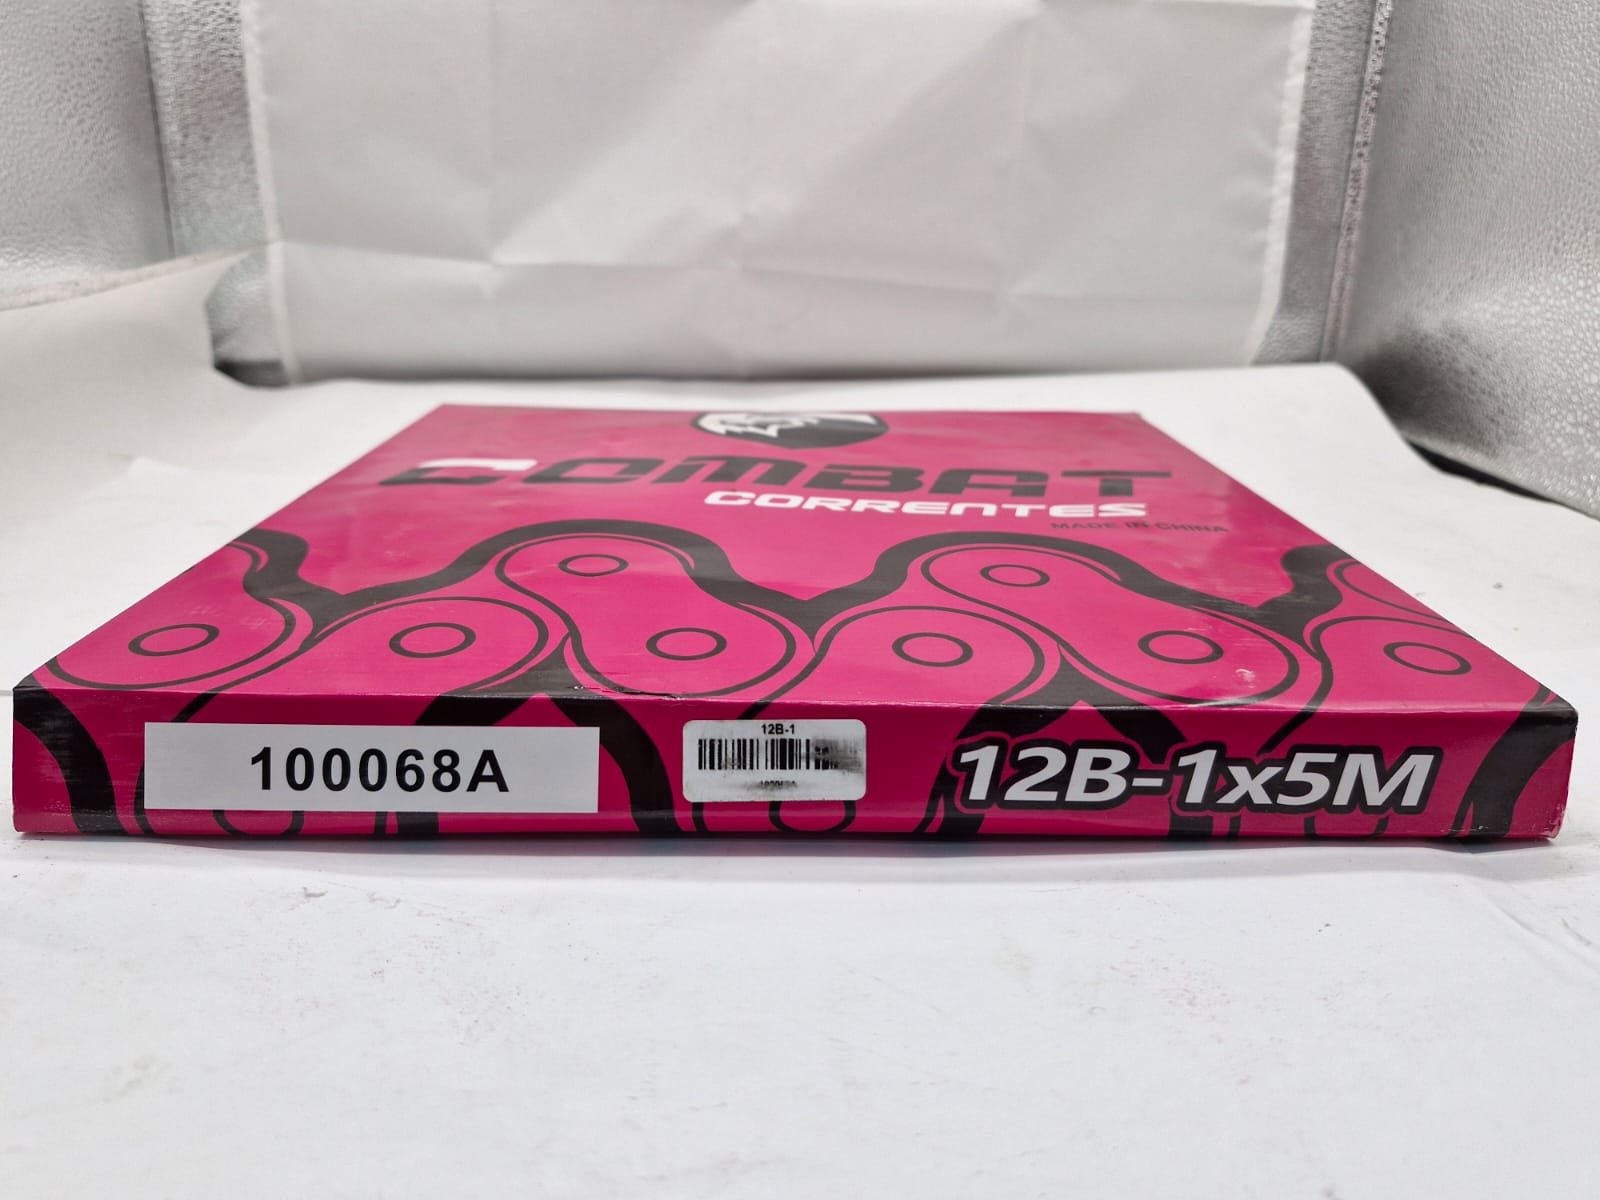 COMBAT
CORRENTES
MADE IN CHINA
100068A
12B-1
12B-1x5M